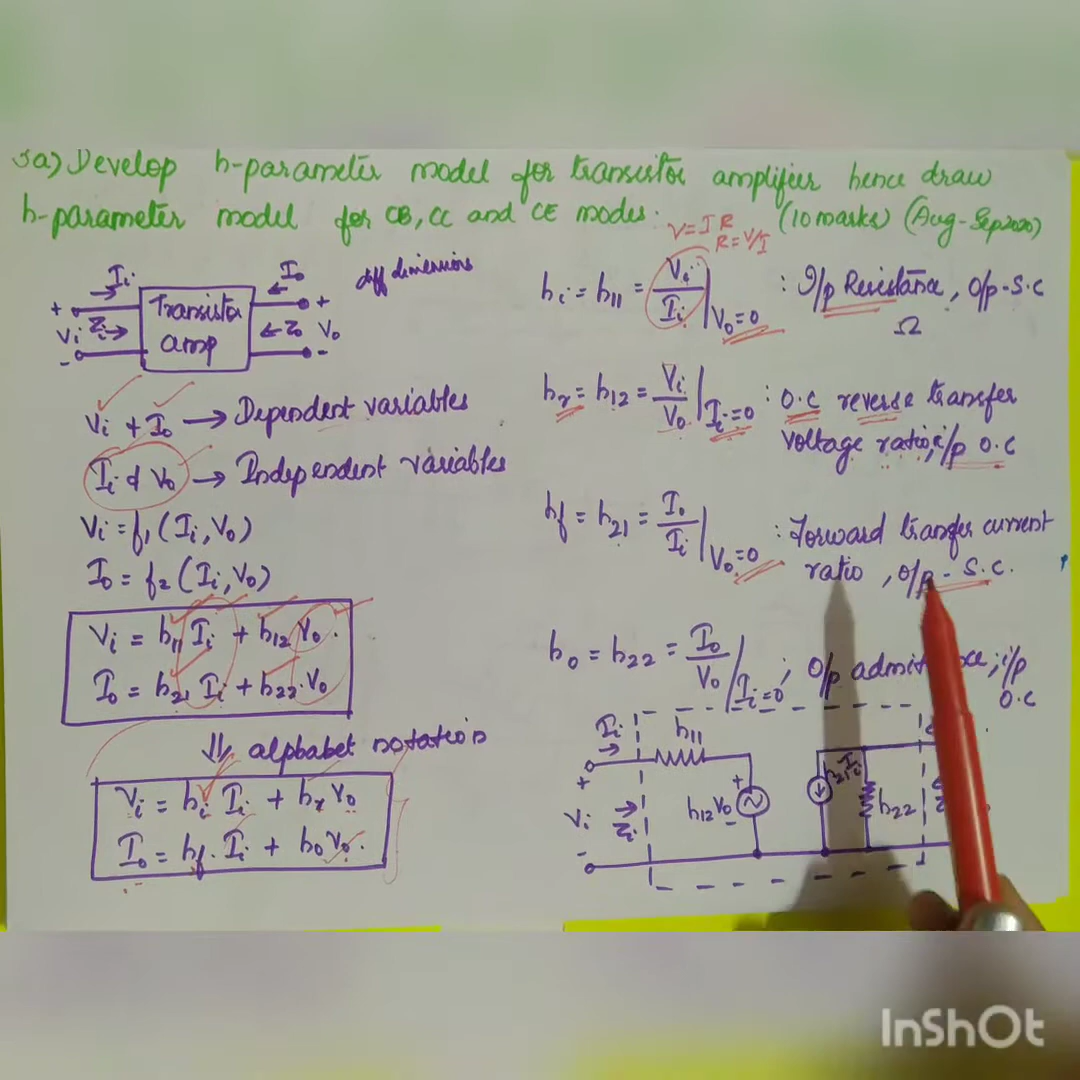 5a) Develop h-parameter model for transistor amplifier hence draw
h-parameter model for CB, CC and CE modes. (10 marks) (Aug-Sep 2020)
V=IR
R=V/I
Ii Io diff dimensions
+ Transistor +
Vi Zi amp Zo Vo
- -
Vi & Io → Dependent variables
Ii & Vo → Independent variables
Vi = f1 (Ii, Vo)
Io = f2 (Ii, Vo)
Vi = h11 Ii + h12 Vo.
Io = h21 Ii + h22. Vo
⇓ alphabet notation
Vi = hi Ii + hr Vo
Io = hf. Ii + ho Vo.
hi = h11 = Vi/Ii | Vo=0 : I/p Resistance, O/p-S.C
Ω
hr = h12 = Vi/Vo | Ii=0 : O.C reverse transfer
voltage ratio, i/p O.C
hf = h21 = Io/Ii | Vo=0 : Forward transfer current
ratio, O/p - S.C.
ho = h22 = Io/Vo | Ii=0 ; O/p ; i/p
O.C
Ii h11
+ + h21 Ii
Vi Zi h12 Vo h22
- -
InShOt